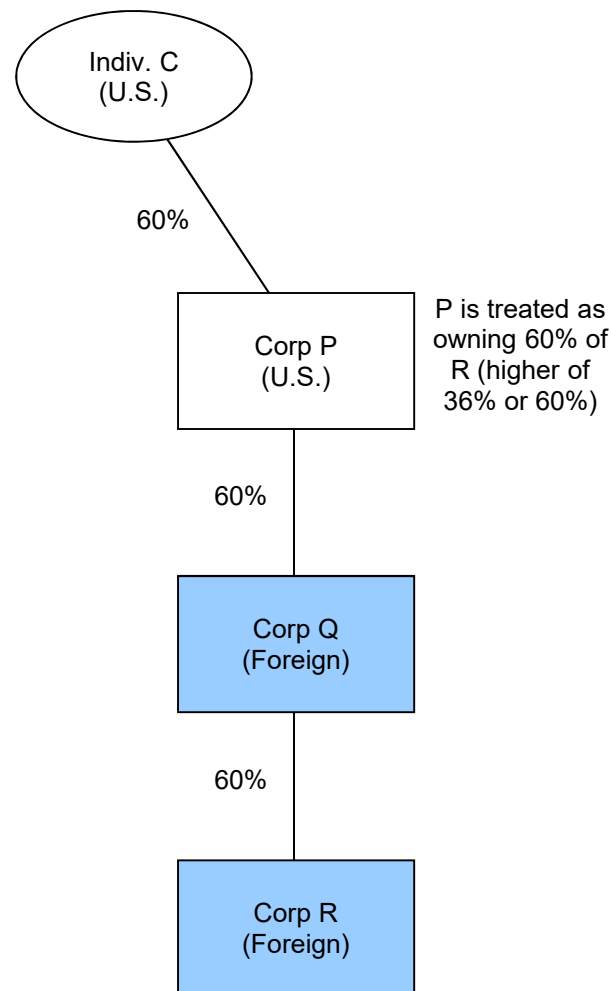 Indiv. C
(U.S.)
60%
Corp P
(U.S.)
P is treated as
owning 60% of
R (higher of
36% or 60%)
60%
Corp Q
(Foreign)
60%
Corp R
(Foreign)